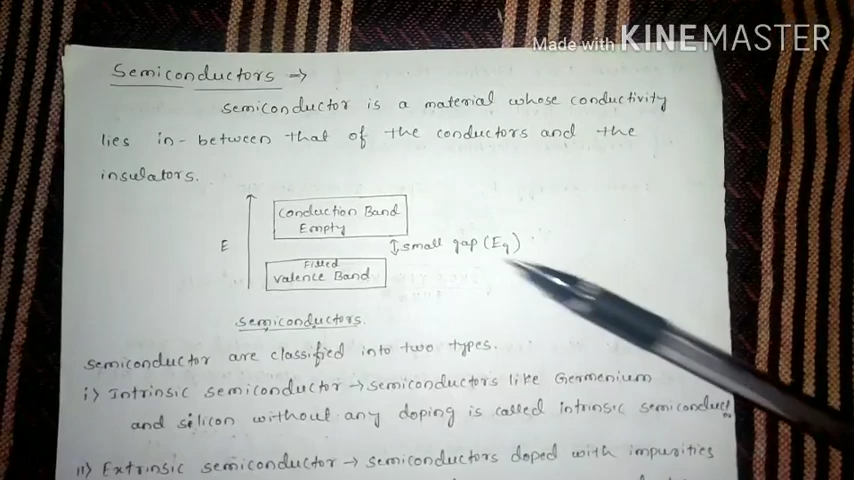 Made with KINEMASTER
Semiconductors →
semiconductor is a material whose conductivity
lies in-between that of the conductors and the
insulators.
Conduction Band
Empty
E
small gap (Eg)
Filled
valence Band
semiconductors.
semiconductor are classified into two types.
i) Intrinsic semiconductor → semiconductors like Germenium
and silicon without any doping is called intrinsic semiconduct
ii) Extrinsic semiconductor → semiconductors doped with impurities